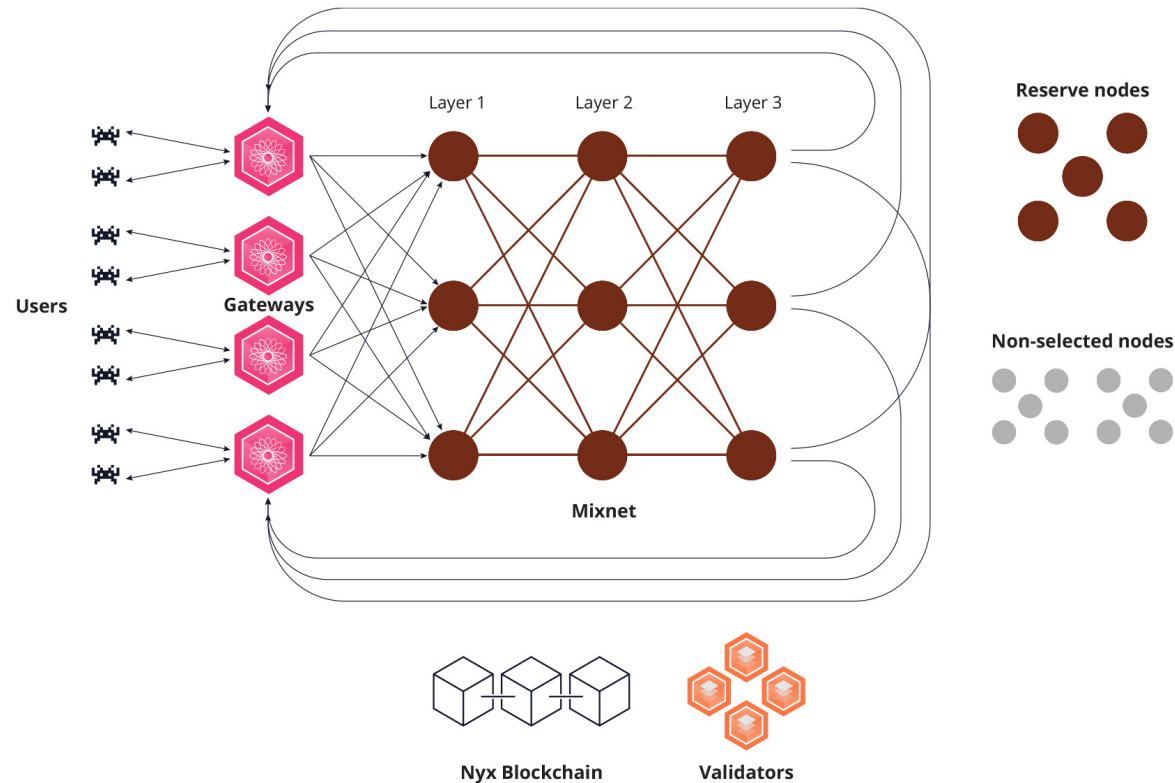 Layer 1
Layer 2
Layer 3
Reserve nodes
Users
Gateways
Non-selected nodes
Mixnet
Nyx Blockchain
Validators